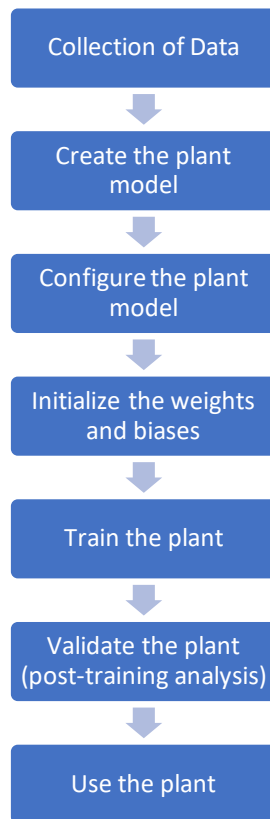 Collection of Data
Create the plant
model
Configure the plant
model
Initialize the weights
and biases
Train the plant
Validate the plant
(post-training analysis)
Use the plant